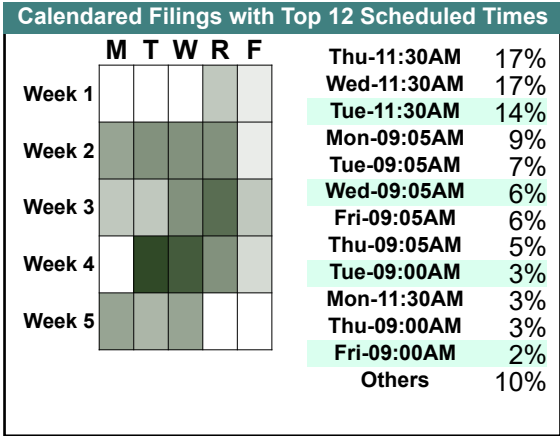 Calendared Filings with Top 12 Scheduled Times
M T W R F
Week 1
Week 2
Week 3
Week 4
Week 5
Thu-11:30AM 17%
Wed-11:30AM 17%
Tue-11:30AM 14%
Mon-09:05AM 9%
Tue-09:05AM 7%
Wed-09:05AM 6%
Fri-09:05AM 6%
Thu-09:05AM 5%
Tue-09:00AM 3%
Mon-11:30AM 3%
Thu-09:00AM 3%
Fri-09:00AM 2%
Others 10%